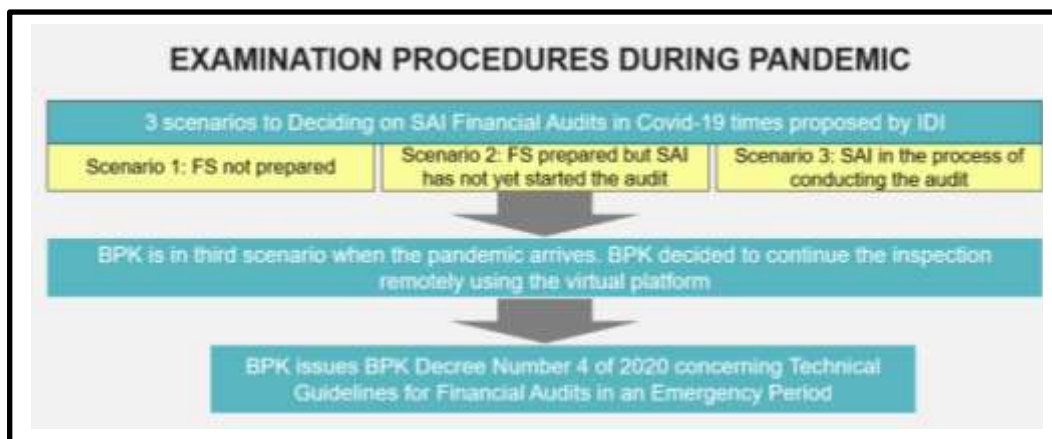 EXAMINATION PROCEDURES DURING PANDEMIC
3 scenarios to Deciding on SAI Financial Audits in Covid-19 times proposed by IDI
Scenario 1: FS not prepared
Scenario 2: FS prepared but SAI
has not yet started the audit
Scenario 3: SAI in the process of
conducting the audit
BPK is in third scenario when the pandemic arrives. BPK decided to continue the inspection
remotely using the virtual platform
BPK issues BPK Decree Number 4 of 2020 concerning Technical
Guidelines for Financial Audits in an Emergency Period